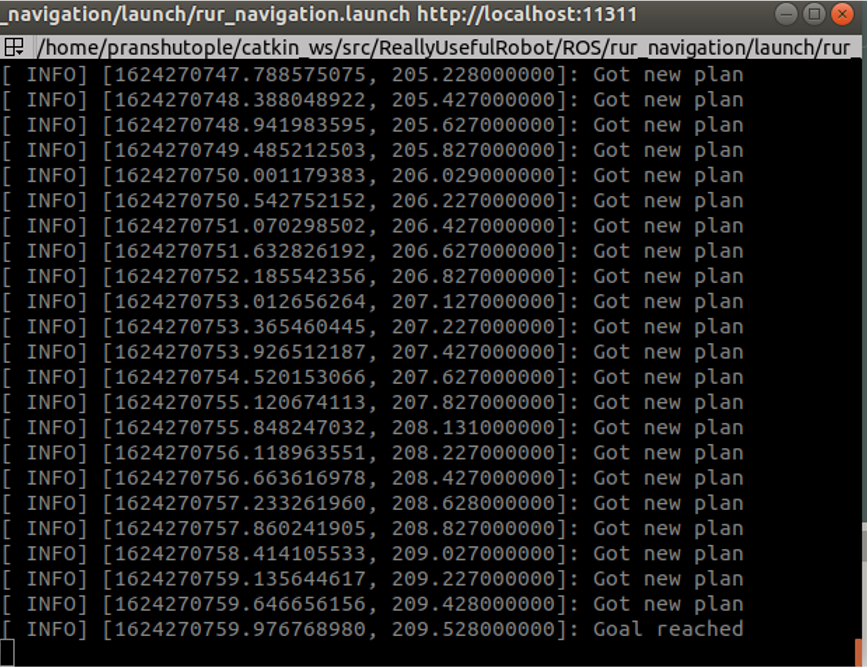 _navigation/launch/rur_navigation.launch http://localhost:11311
/home/pranshutople/catkin_ws/src/ReallyUsefulRobot/ROS/rur_navigation/launch/rur_
[ INFO] [1624270747.788575075, 205.228000000]: Got new plan
[ INFO] [1624270748.388048922, 205.427000000]: Got new plan
[ INFO] [1624270748.941983595, 205.627000000]: Got new plan
[ INFO] [1624270749.485212503, 205.827000000]: Got new plan
[ INFO] [1624270750.001179383, 206.029000000]: Got new plan
[ INFO] [1624270750.542752152, 206.227000000]: Got new plan
[ INFO] [1624270751.070298502, 206.427000000]: Got new plan
[ INFO] [1624270751.632826192, 206.627000000]: Got new plan
[ INFO] [1624270752.185542356, 206.827000000]: Got new plan
[ INFO] [1624270753.012656264, 207.127000000]: Got new plan
[ INFO] [1624270753.365460445, 207.227000000]: Got new plan
[ INFO] [1624270753.926512187, 207.427000000]: Got new plan
[ INFO] [1624270754.520153066, 207.627000000]: Got new plan
[ INFO] [1624270755.120674113, 207.827000000]: Got new plan
[ INFO] [1624270755.848247032, 208.131000000]: Got new plan
[ INFO] [1624270756.118963551, 208.227000000]: Got new plan
[ INFO] [1624270756.663616978, 208.427000000]: Got new plan
[ INFO] [1624270757.233261960, 208.628000000]: Got new plan
[ INFO] [1624270757.860241905, 208.827000000]: Got new plan
[ INFO] [1624270758.414105533, 209.027000000]: Got new plan
[ INFO] [1624270759.135644617, 209.227000000]: Got new plan
[ INFO] [1624270759.646656156, 209.428000000]: Got new plan
[ INFO] [1624270759.976768980, 209.528000000]: Goal reached